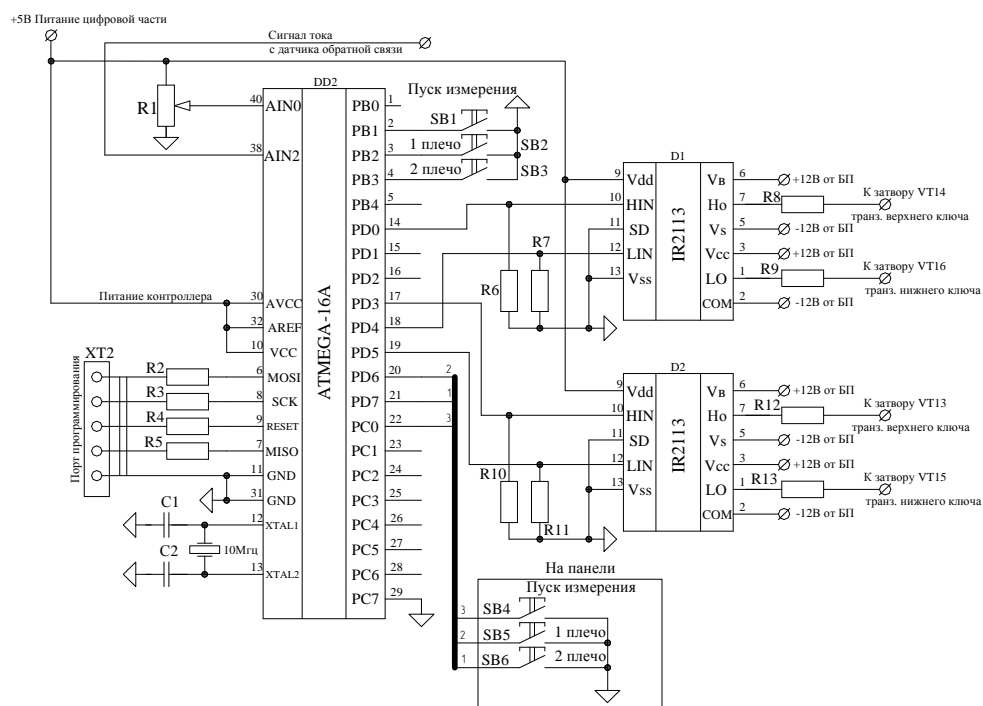 +5В Питание цифровой части
Сигнал тока
с датчика обратной связи
DD2
ATMEGA-16A
R1
40 AIN0
38 AIN2
Питание контроллера
30 AVCC
32 AREF
10 VCC
XT2
Порт программирования
R2
6 MOSI
R3
8 SCK
R4
9 RESET
R5
7 MISO
11 GND
31 GND
C1
12 XTAL1
10Мгц
C2
13 XTAL2
PB0 1
PB1 2
PB2 3
PB3 4
PB4 5
PD0 14
PD1 15
PD2 16
PD3 17
PD4 18
PD5 19
PD6 20
PD7 21
PC0 22
PC1 23
PC2 24
PC3 25
PC4 26
PC5 27
PC6 28
PC7 29
2
1
3
Пуск измерения
SB1
1 плечо
SB2
2 плечо
SB3
R6
R7
D1
IR2113
9 Vdd
10 HIN
11 SD
12 LIN
13 Vss
Vв 6
Ho 7
Vs 5
Vcc 3
LO 1
COM 2
+12В от БП
R8
К затвору VT14
транз. верхнего ключа
-12В от БП
+12В от БП
R9
К затвору VT16
транз. нижнего ключа
-12В от БП
R10
R11
D2
IR2113
9 Vdd
10 HIN
11 SD
12 LIN
13 Vss
Vв 6
Ho 7
Vs 5
Vcc 3
LO 1
COM 2
+12В от БП
R12
К затвору VT13
транз. верхнего ключа
-12В от БП
+12В от БП
R13
К затвору VT15
транз. нижнего ключа
-12В от БП
На панели
Пуск измерения
3 SB4
2 SB5 1 плечо
1 SB6 2 плечо